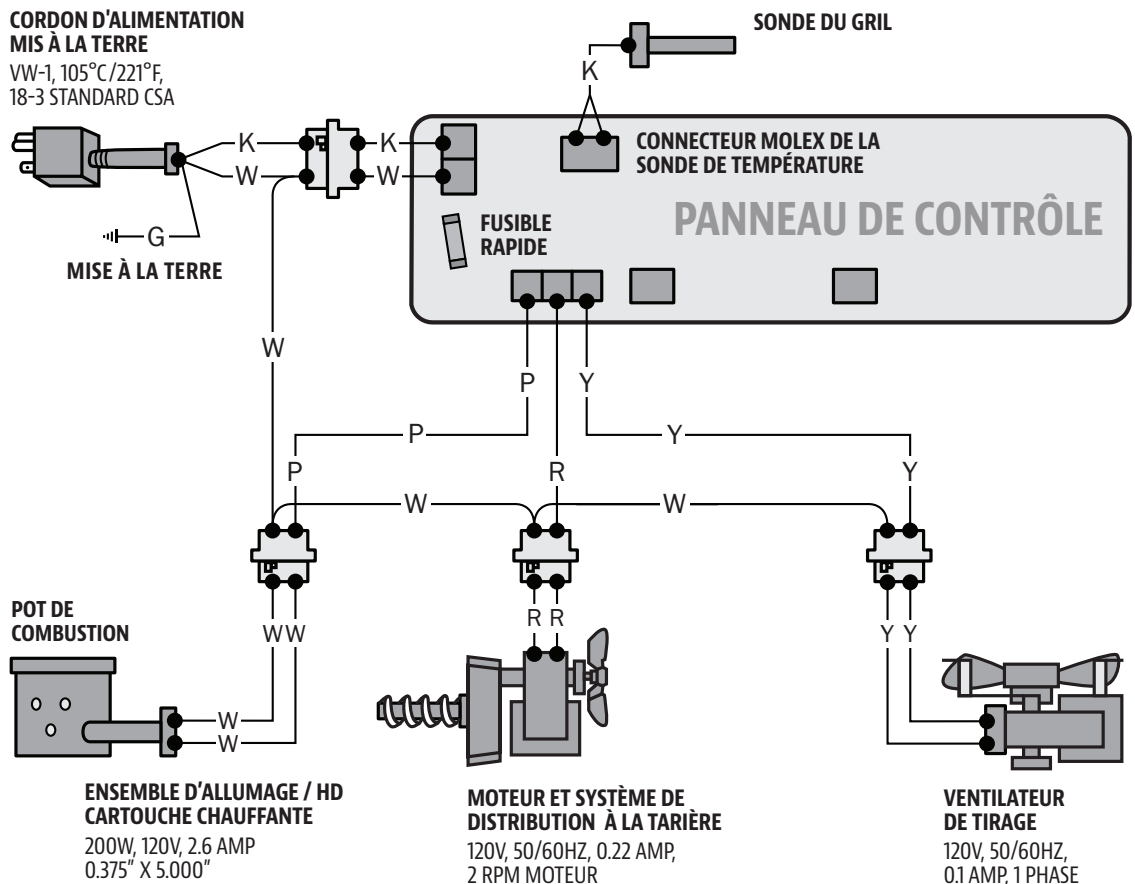 CORDON D'ALIMENTATION
MIS À LA TERRE
VW-1, 105°C/221°F,
18-3 STANDARD CSA
SONDE DU GRIL
K
CONNECTEUR MOLEX DE LA
SONDE DE TEMPÉRATURE
K
K
W
W
PANNEAU DE CONTRÔLE
FUSIBLE
RAPIDE
G
MISE À LA TERRE
W
P
Y
P
Y
P
R
Y
W
W
POT DE
COMBUSTION
W W
R R
Y Y
W
W
ENSEMBLE D'ALLUMAGE / HD
CARTOUCHE CHAUFFANTE
200W, 120V, 2.6 AMP
0.375" X 5.000"
MOTEUR ET SYSTÈME DE
DISTRIBUTION À LA TARIÈRE
120V, 50/60HZ, 0.22 AMP,
2 RPM MOTEUR
VENTILATEUR
DE TIRAGE
120V, 50/60HZ,
0.1 AMP, 1 PHASE